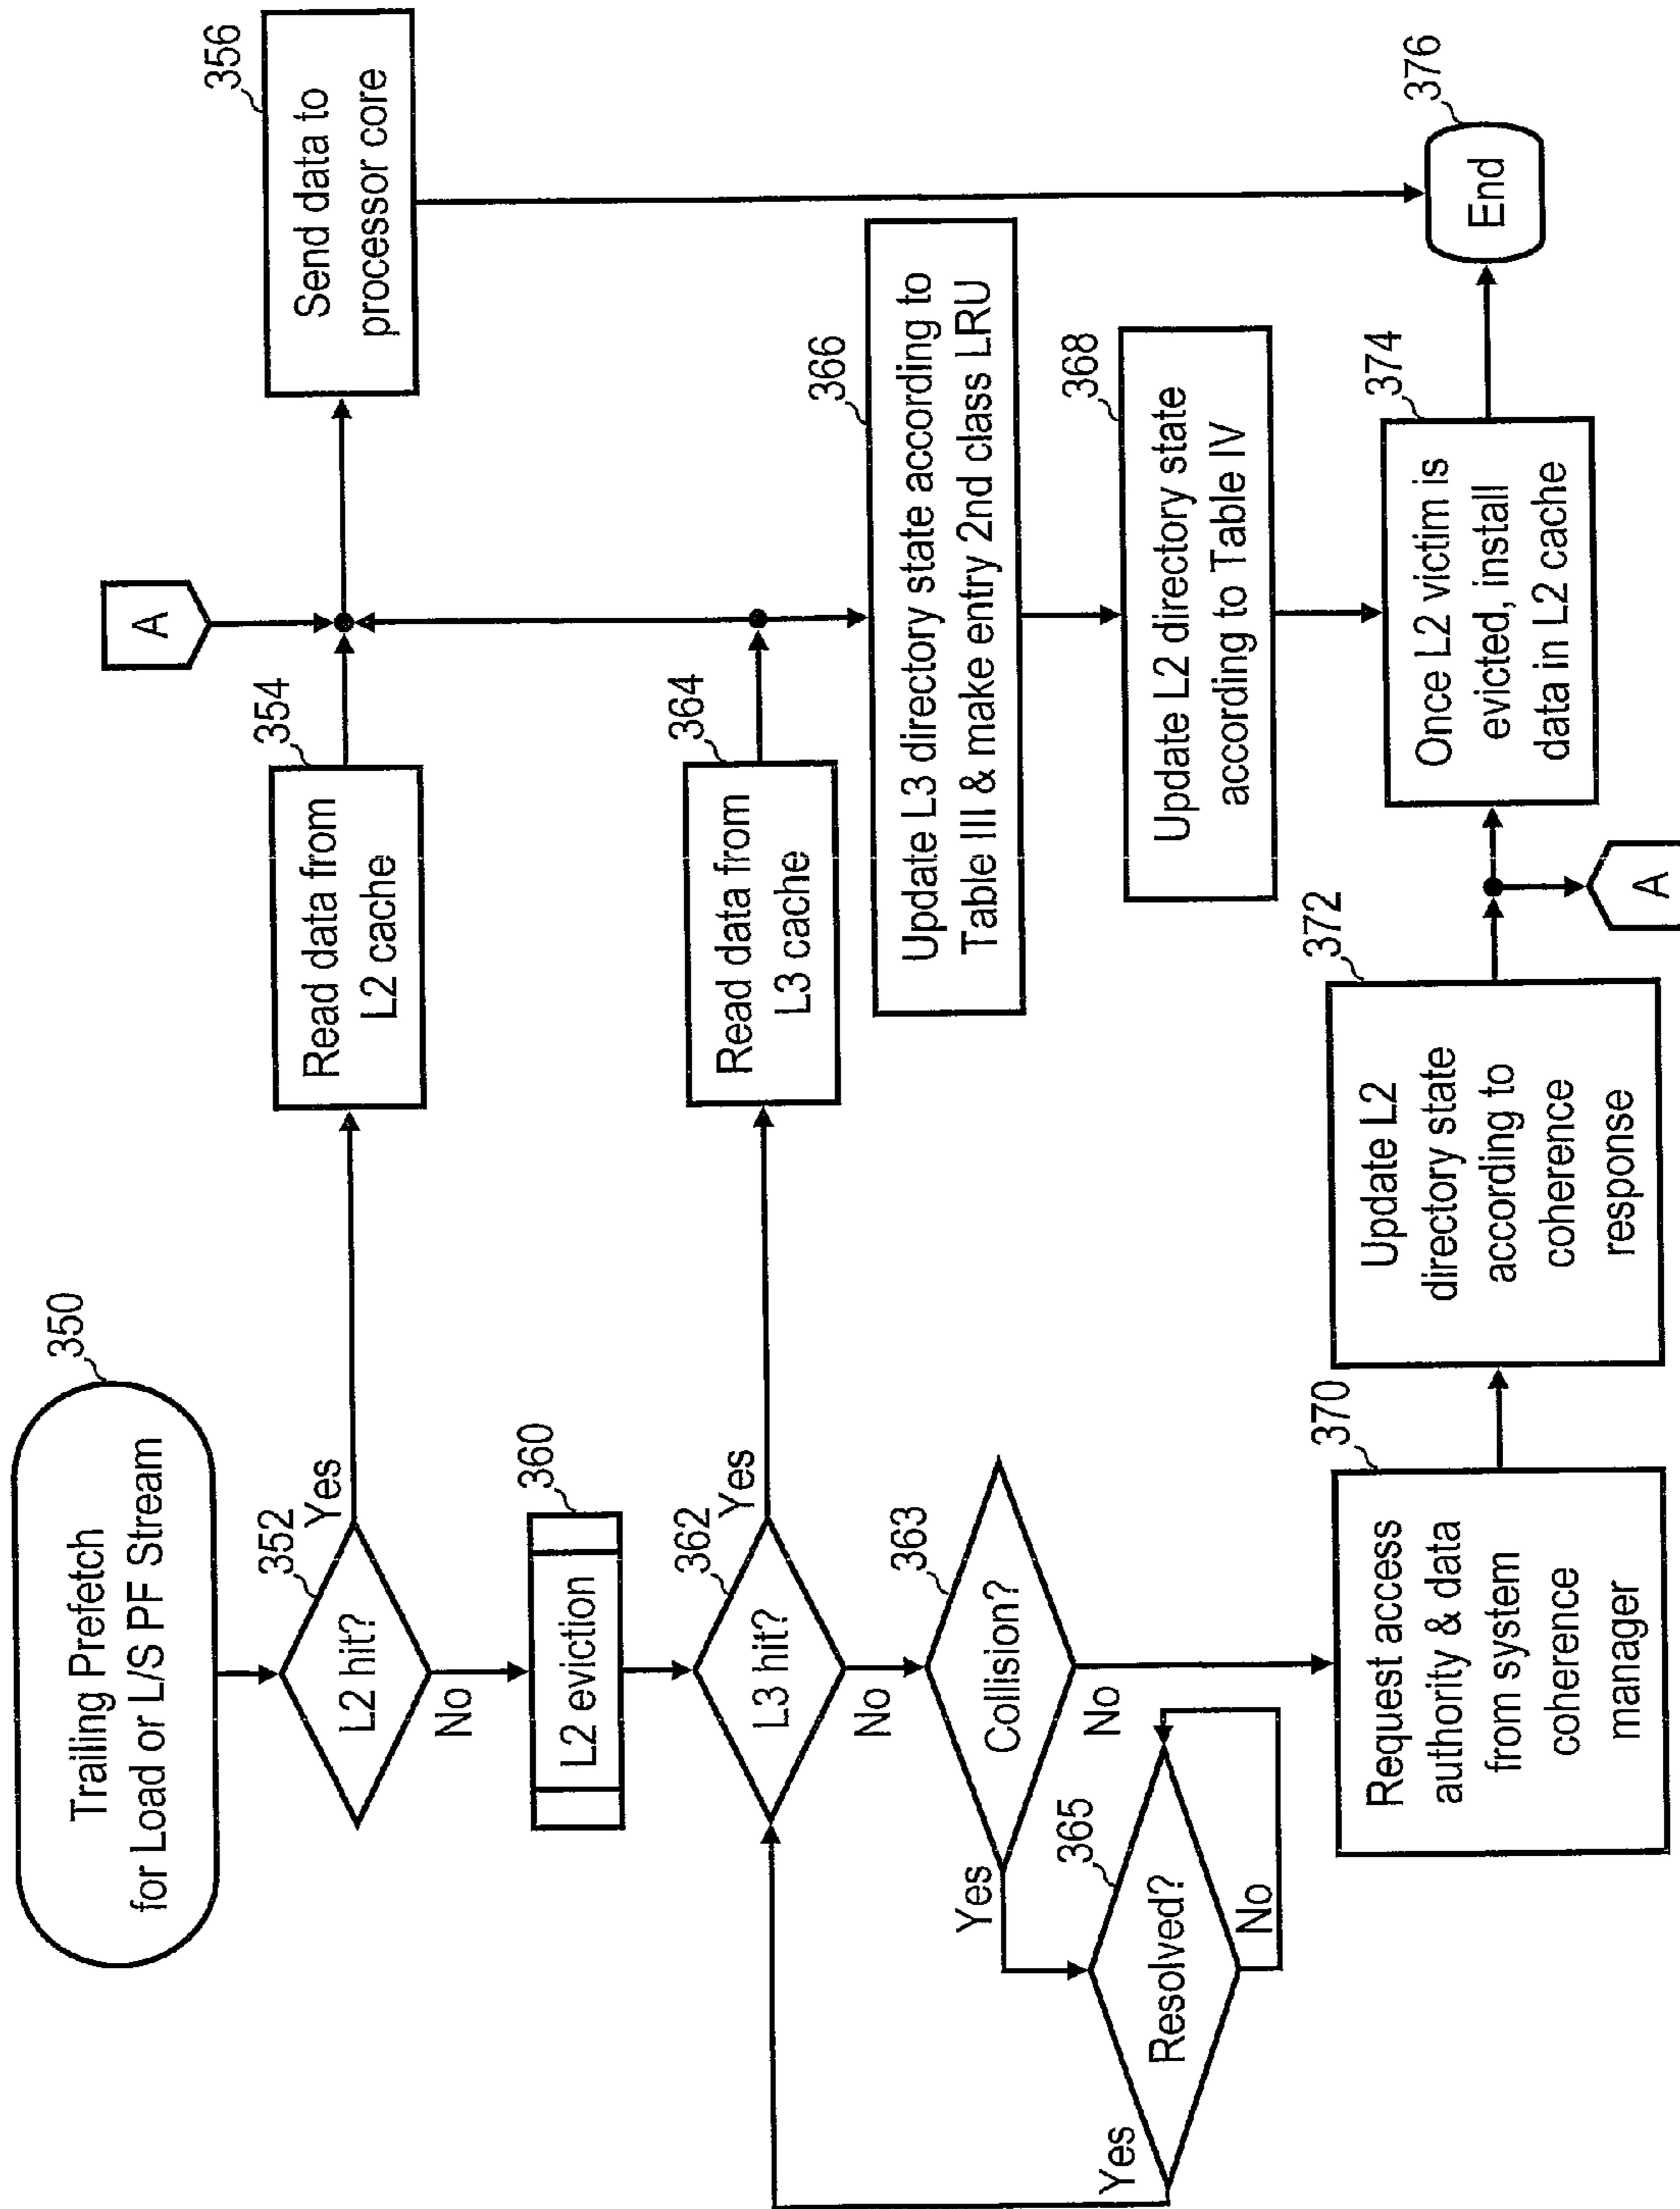 350
Trailing Prefetch
for Load or L/S PF Stream
352
L2 hit?
Yes
No
354
Read data from
L2 cache
A
356
Send data to
processor core
360
L2 eviction
362
L3 hit?
Yes
No
364
Read data from
L3 cache
366
Update L3 directory state according to
Table III & make entry 2nd class LRU
368
Update L2 directory state
according to Table IV
363
Collision?
Yes
No
365
Resolved?
Yes
No
370
Request access
authority & data
from system
coherence
manager
372
Update L2
directory state
according to
coherence
response
A
374
Once L2 victim is
evicted, install
data in L2 cache
376
End